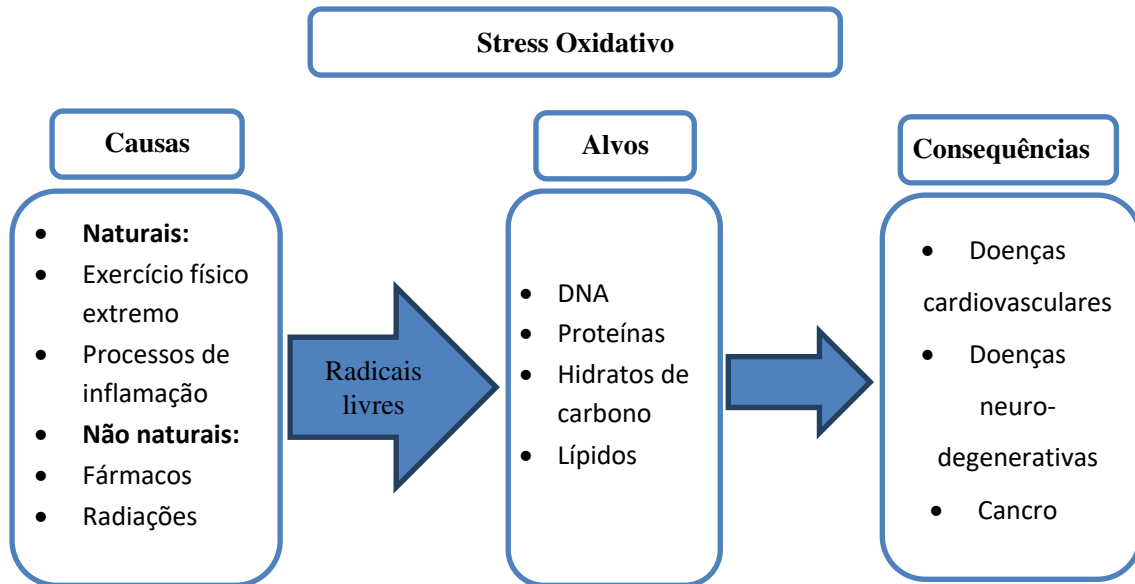 Stress Oxidativo
Causas
• Naturais:
• Exercício físico
extremo
• Processos de
inflamação
• Não naturais:
• Fármacos
• Radiações
Radicais
livres
Alvos
• DNA
• Proteínas
• Hidratos de
carbono
• Lípidos
Consequências
• Doenças
cardiovasculares
• Doenças
neuro-
degenerativas
• Cancro